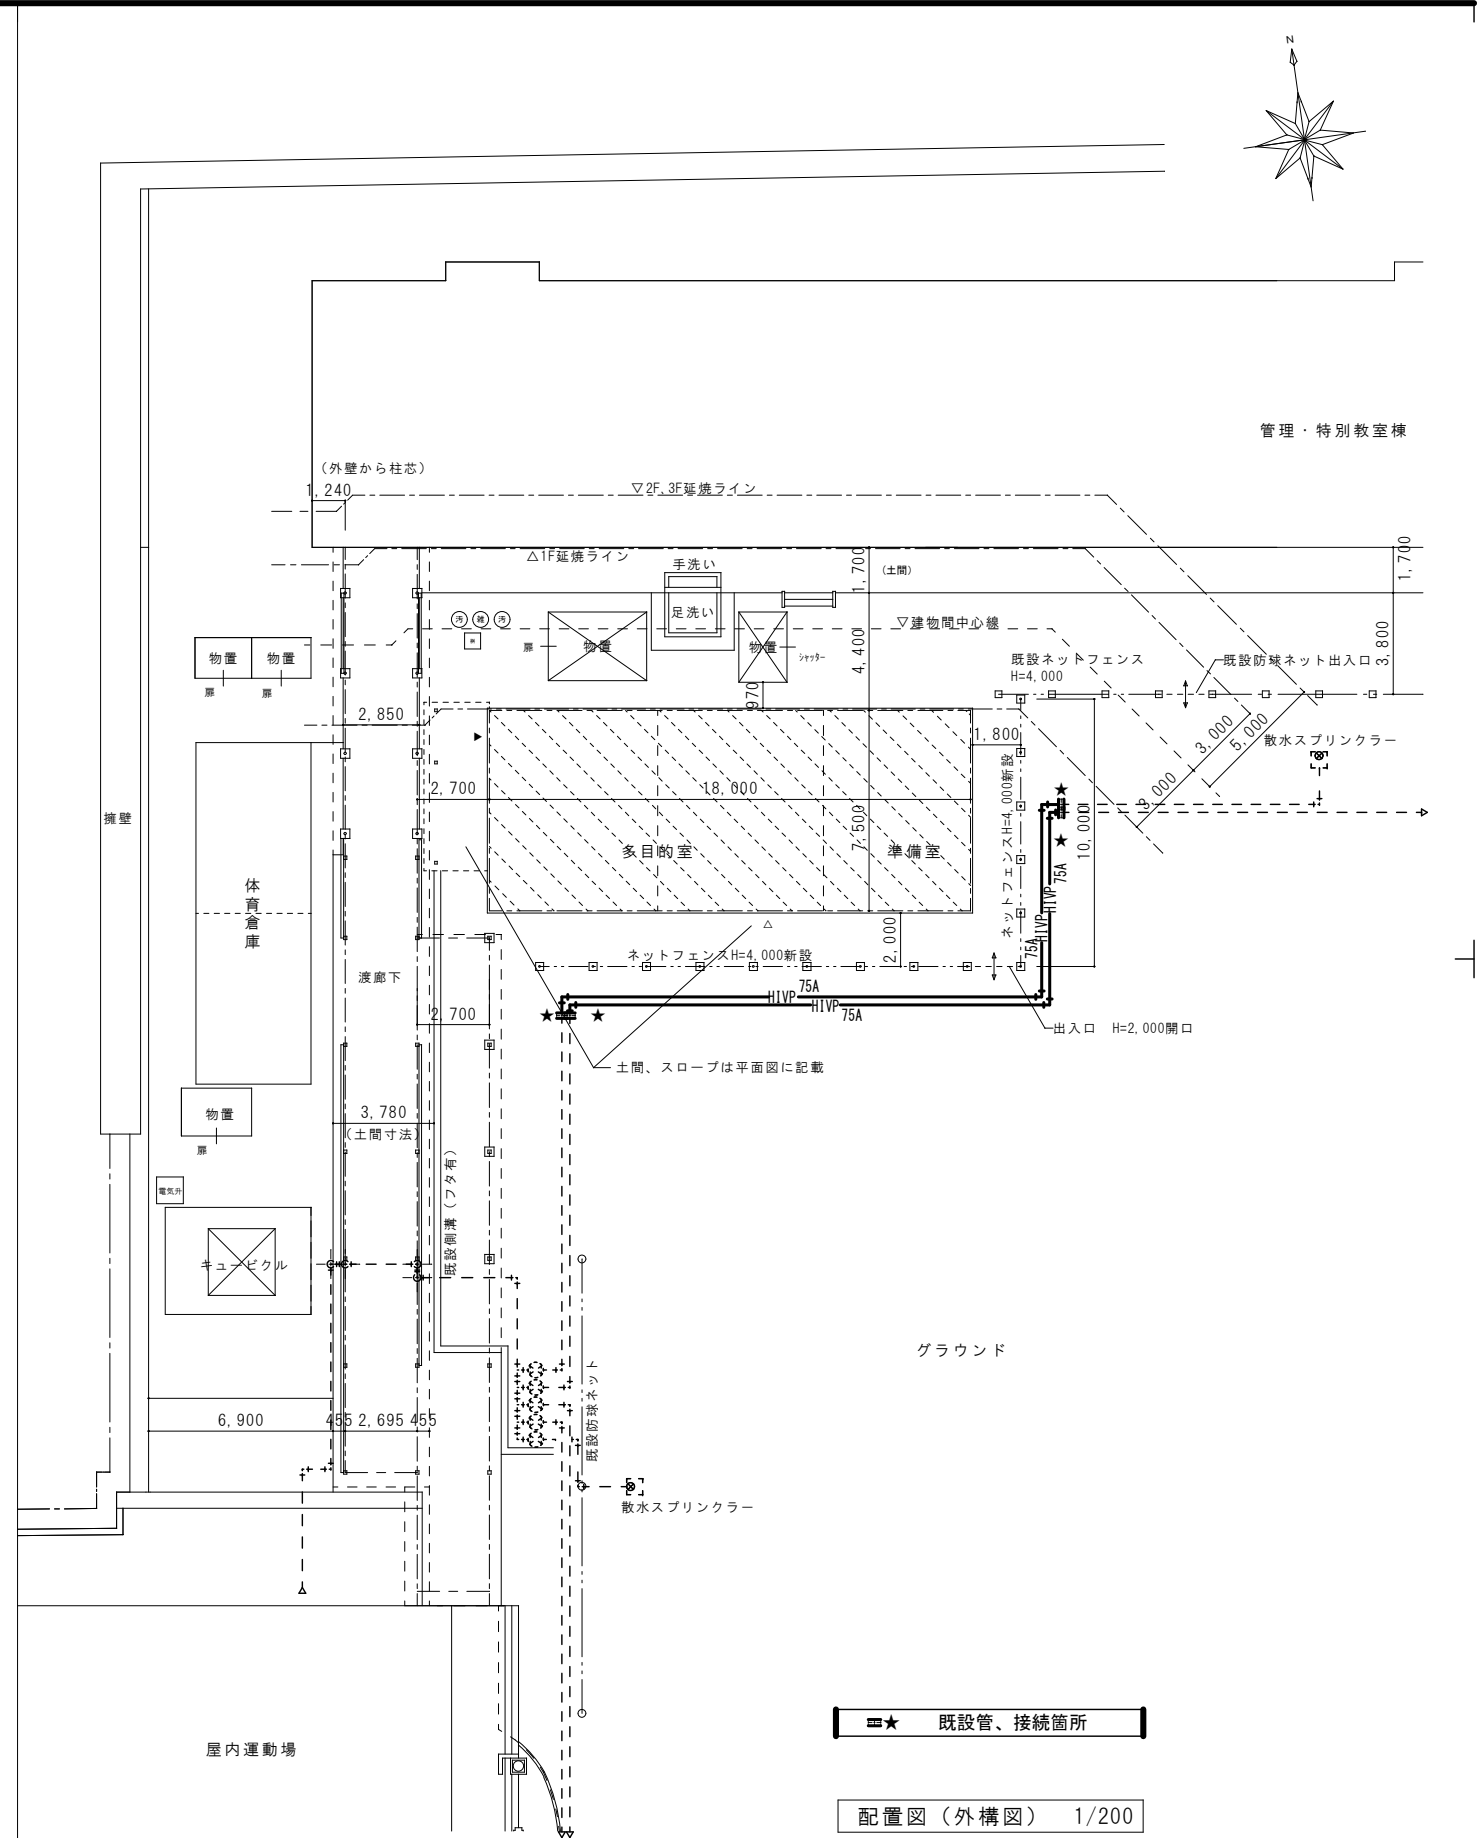 N
管理・特別教室棟
（外壁から柱芯）
1,240
▽2F,3F延焼ライン
△1F延焼ライン
手洗い
足洗い
1,700
（土間）
1,700
汚
雑
汚
扉
物置
物置
シャッター
4,400
▽建物間中心線
既設ネットフェンス
H=4,000
既設防球ネット出入口
3,800
物置
物置
扉
扉
970
2,850
1,800
3,000
5,000
散水スプリンクラー
3,000
2,700
18,000
7,500
多目的室
準備室
ネットフェンスH=4,000新設
★
★
10,000
75A
HIVP
HIVP
75A
擁壁
体育倉庫
渡廊下
2,000
△
ネットフェンスH=4,000新設
75A
HIVP
HIVP
75A
★
★
2,700
出入口 H=2,000開口
土間、スロープは平面図に記載
物置
扉
3,780
（土間寸法）
既設側溝（フタ有）
電気升
キュービクル
グラウンド
既設防球ネット
6,900
455
2,695
455
散水スプリンクラー
屋内運動場
★ 既設管、接続箇所
配置図（外構図） 1/200